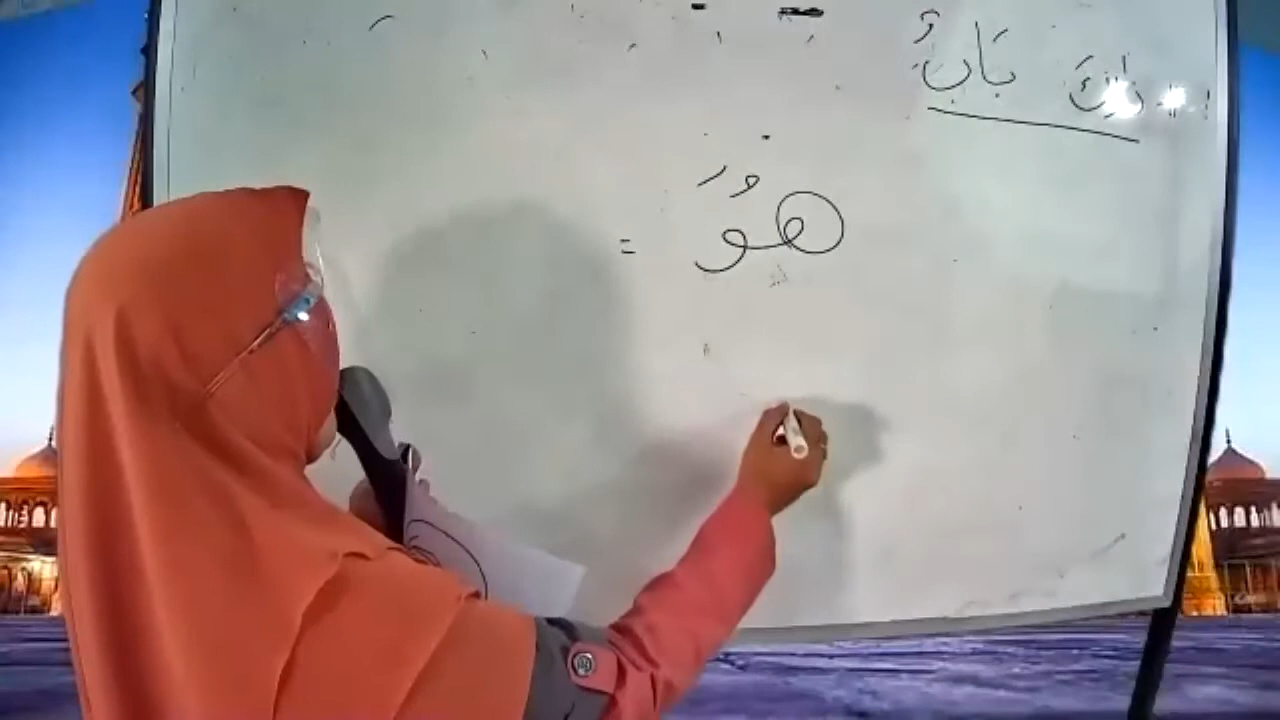 بَابٌ
هُوَ =